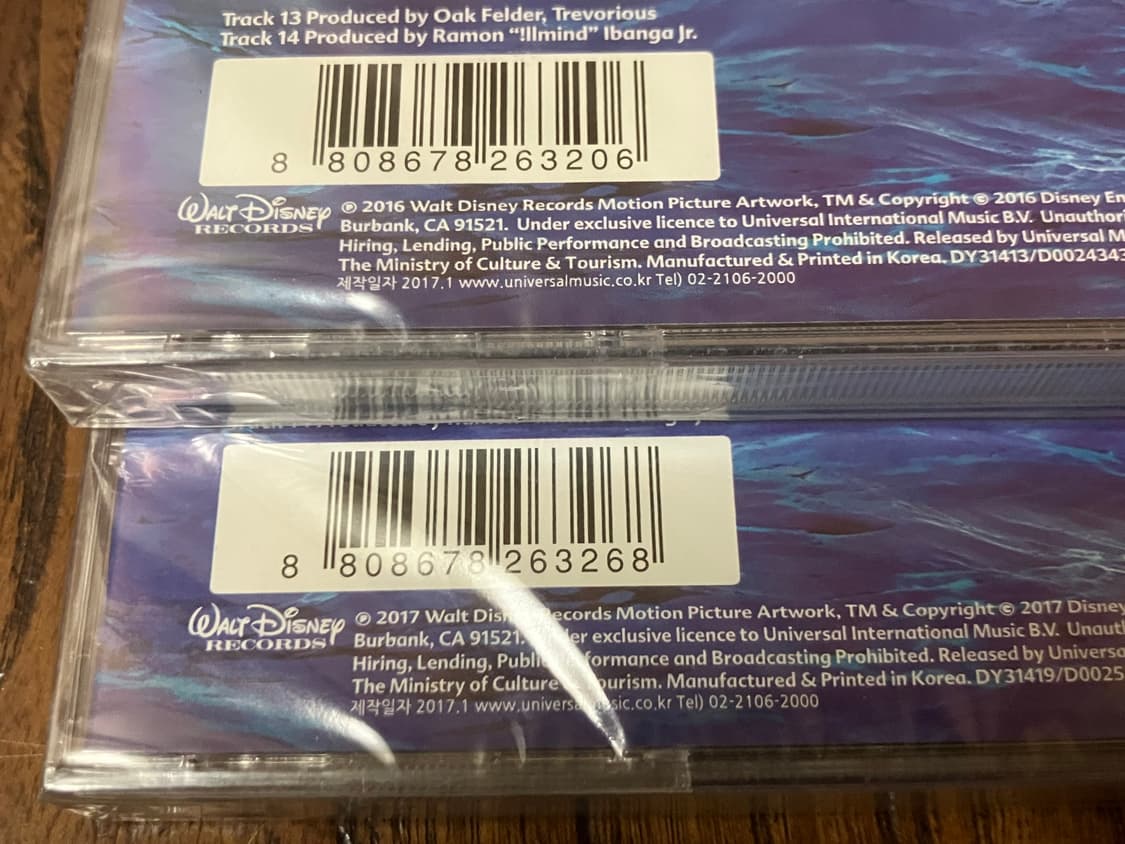 Track 13 Produced by Oak Felder, Trevorious
Track 14 Produced by Ramon “!llmind” Ibanga Jr.
8 808678 263206
WALT DISNEY
RECORDS
℗ 2016 Walt Disney Records Motion Picture Artwork, TM & Copyright © 2016 Disney En
Burbank, CA 91521. Under exclusive licence to Universal International Music B.V. Unauthori
Hiring, Lending, Public Performance and Broadcasting Prohibited. Released by Universal M
The Ministry of Culture & Tourism. Manufactured & Printed in Korea. DY31413/D0024343
제작일자 2017.1 www.universalmusic.co.kr Tel) 02-2106-2000
8 808678 263268
WALT DISNEY
RECORDS
℗ 2017 Walt Disn ecords Motion Picture Artwork, TM & Copyright © 2017 Disney
Burbank, CA 91521. der exclusive licence to Universal International Music B.V. Unauth
Hiring, Lending, Publi formance and Broadcasting Prohibited. Released by Universa
The Ministry of Culture ourism. Manufactured & Printed in Korea. DY31419/D0025
제작일자 2017.1 www.universa sic.co.kr Tel) 02-2106-2000